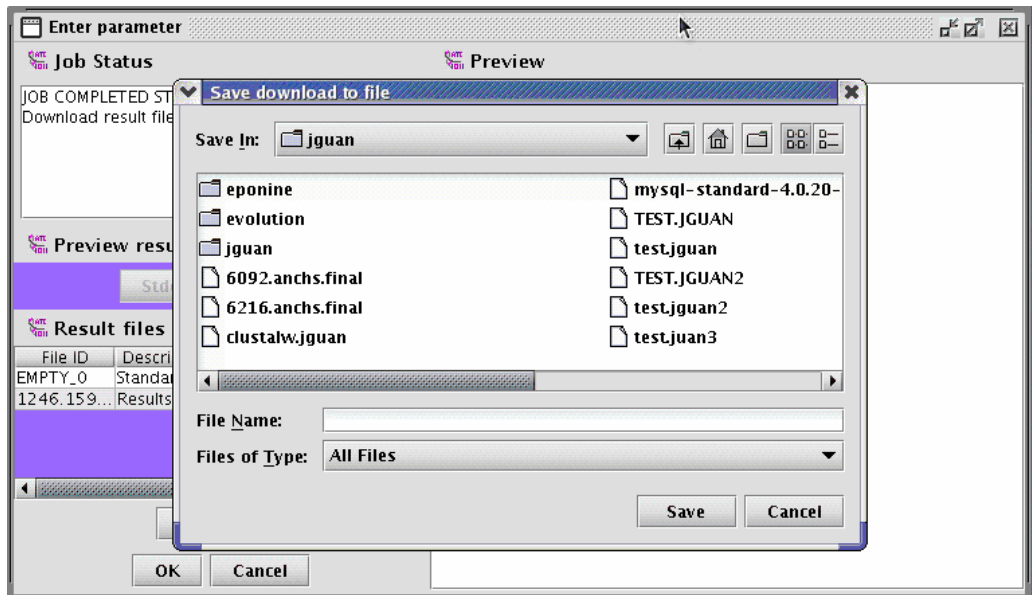 Enter parameter
Job Status
Preview
JOB COMPLETED ST
Download result file
Save download to file
Save In: jguan
eponine
evolution
jguan
6092.anchs.final
6216.anchs.final
clustalw.jguan
mysql-standard-4.0.20-
TEST.JGUAN
test.jguan
TEST.JGUAN2
test.jguan2
test.juan3
File Name:
Files of Type: All Files
Save Cancel
Preview resu
Std
Result files
File ID Descri
EMPTY_0 Standar
1246.159... Results
OK Cancel